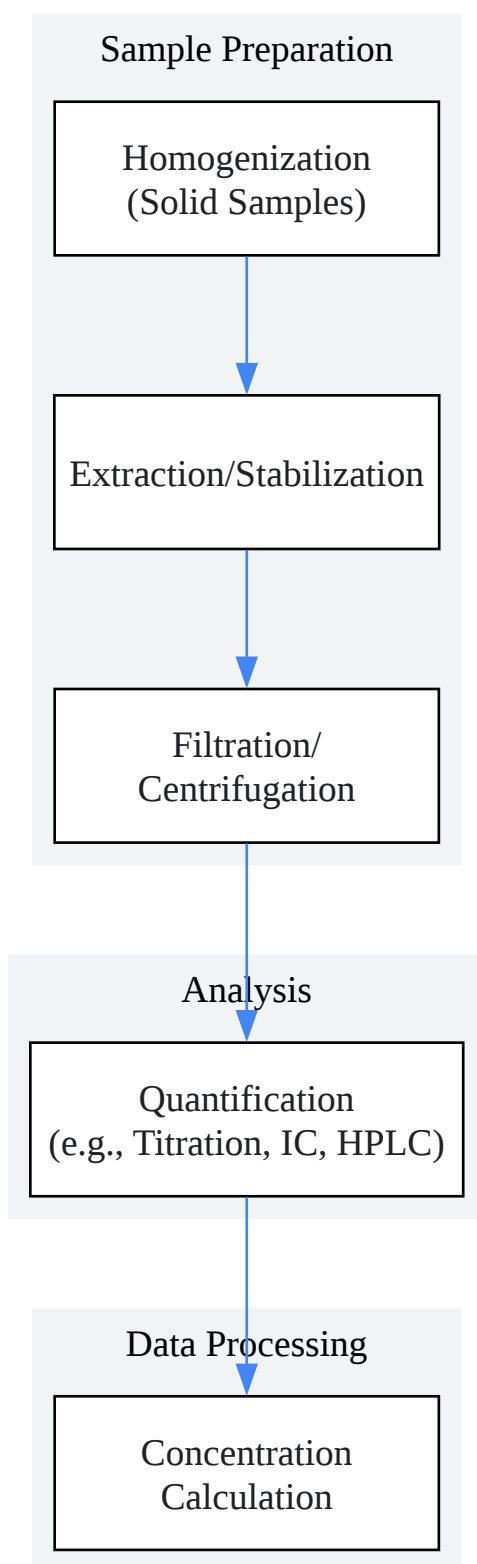 Sample Preparation
Homogenization
(Solid Samples)
Extraction/Stabilization
Filtration/
Centrifugation
Analysis
Quantification
(e.g., Titration, IC, HPLC)
Data Processing
Concentration
Calculation